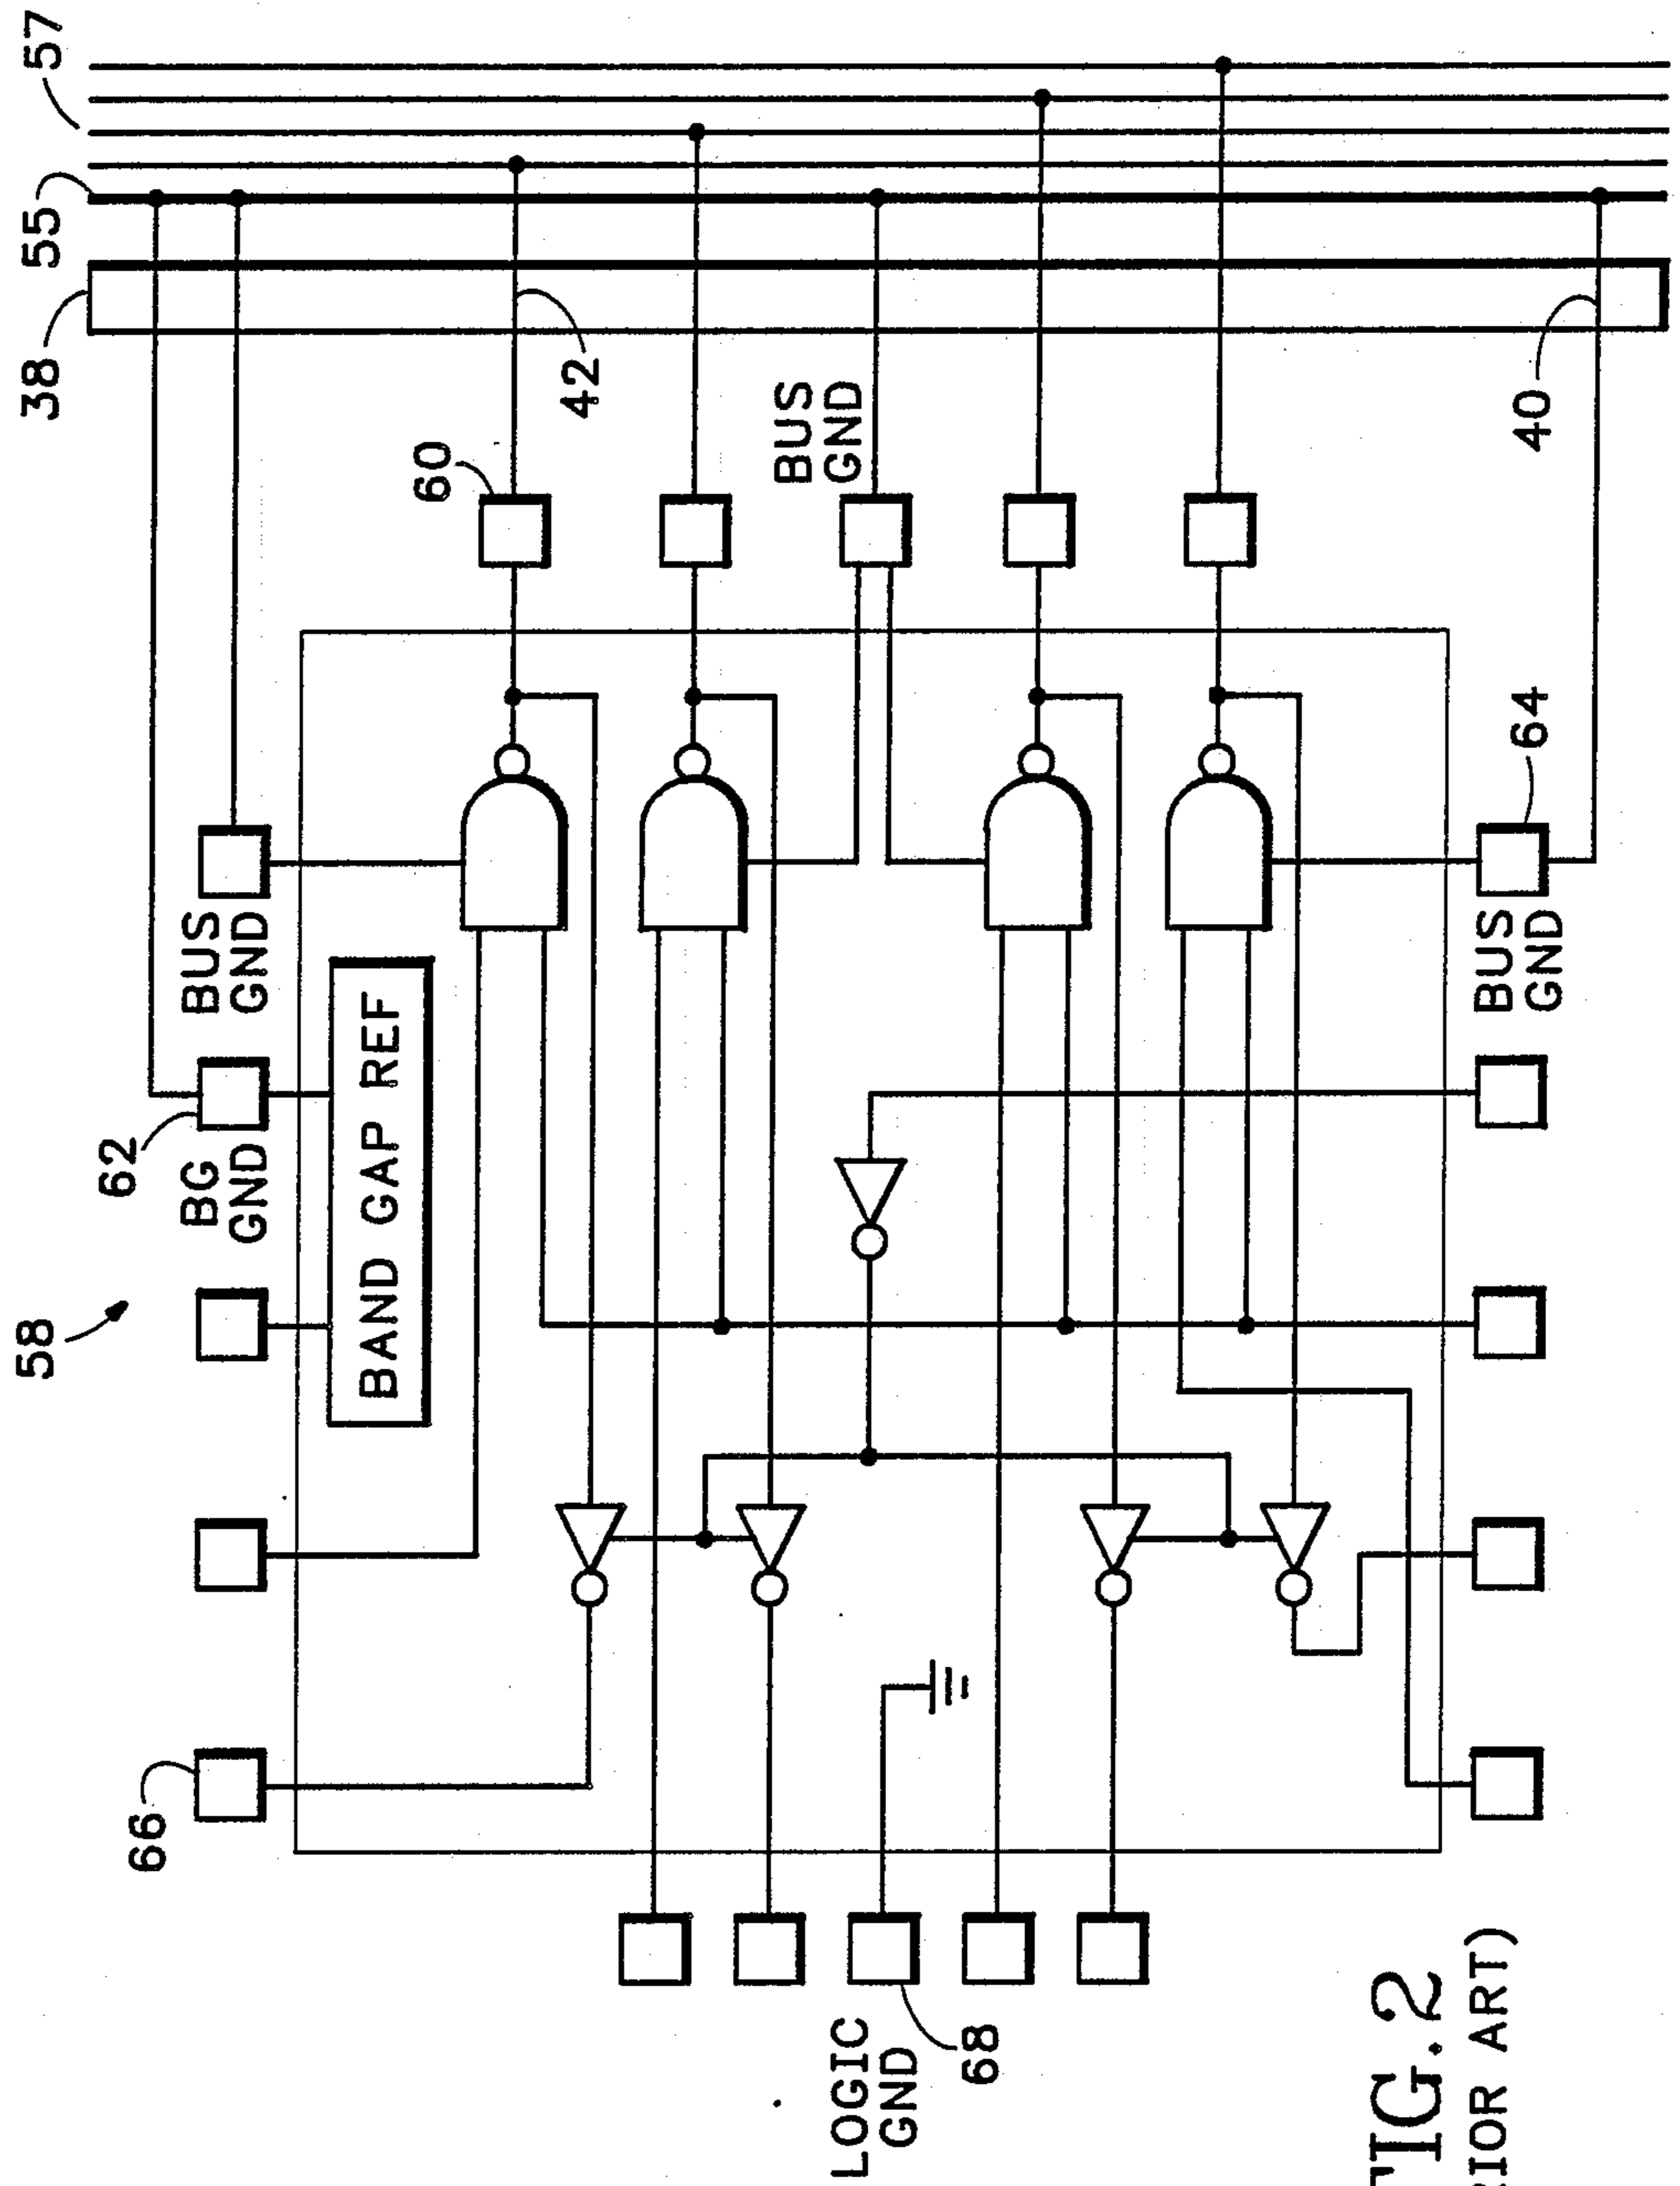 58
38
55
57
66
62
BG
GND
BUS
GND
BAND GAP REF
60
42
BUS
GND
LOGIC
GND
68
FIG.2
RIOR ART)
BUS
GND
64
40